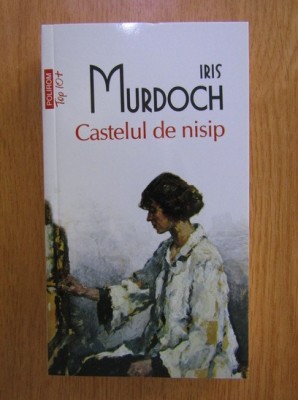 POLIROM
Top 10+
IRIS
MURDOCH
Castelul de nisip